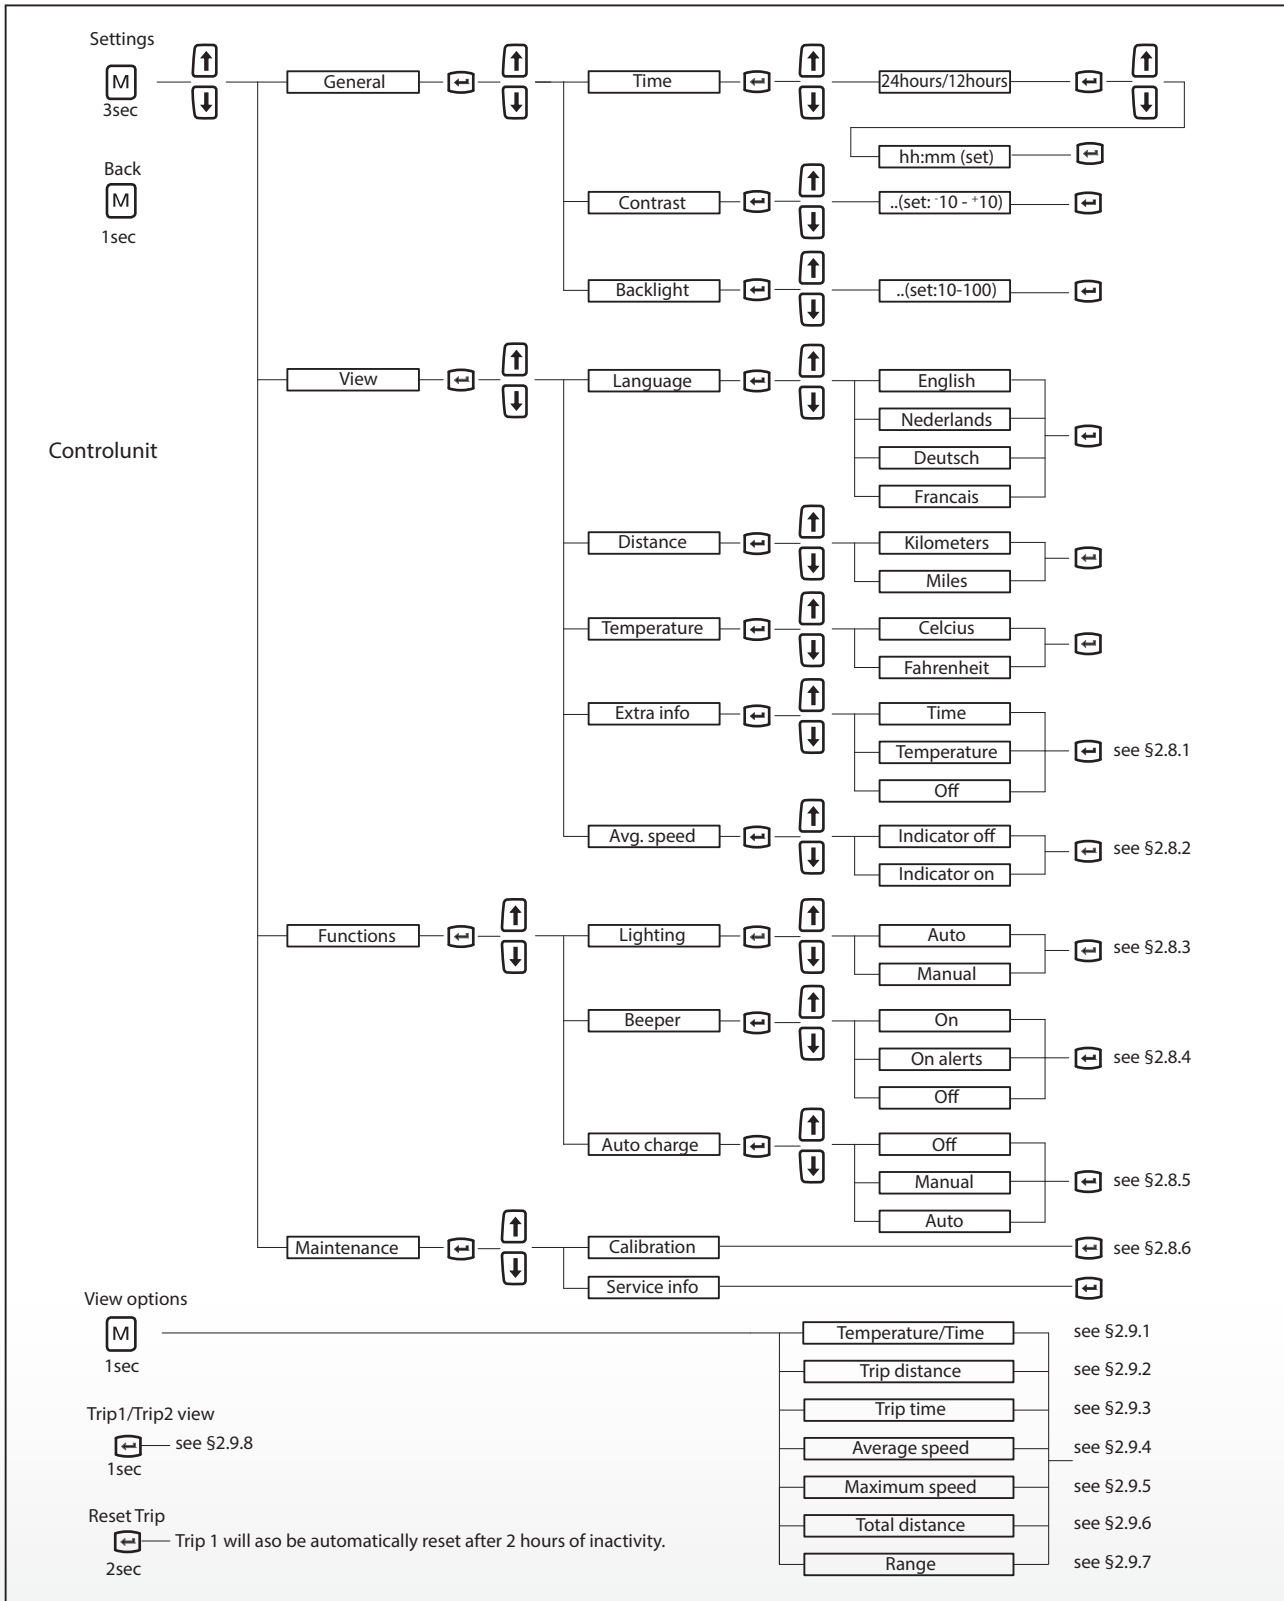 Settings
M
3sec
General
Time
24hours/12hours
hh:mm (set)
Back
M
1sec
Contrast
..(set: -10 - +10)
Backlight
..(set:10-100)
View
Language
English
Nederlands
Deutsch
Francais
Controlunit
Distance
Kilometers
Miles
Temperature
Celcius
Fahrenheit
Extra info
Time
Temperature
see §2.8.1
Off
Avg. speed
Indicator off
see §2.8.2
Indicator on
Functions
Lighting
Auto
see §2.8.3
Manual
Beeper
On
On alerts
see §2.8.4
Off
Auto charge
Off
Manual
see §2.8.5
Auto
Maintenance
Calibration
see §2.8.6
Service info
View options
M
1sec
Temperature/Time
see §2.9.1
Trip distance
see §2.9.2
Trip time
see §2.9.3
Average speed
see §2.9.4
Maximum speed
see §2.9.5
Total distance
see §2.9.6
Range
see §2.9.7
Trip1/Trip2 view
see §2.9.8
1sec
Reset Trip
Trip 1 will aso be automatically reset after 2 hours of inactivity.
2sec